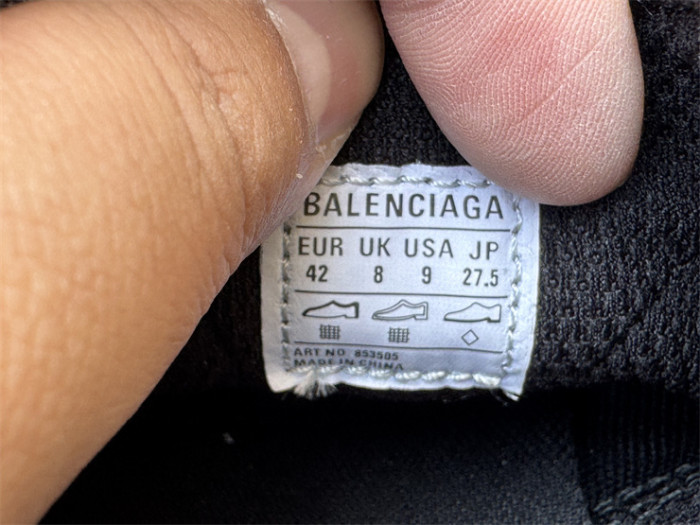 BALENCIAGA
EUR UK USA JP
42 8 9 27.5
ART NO 853505
MADE IN CHINA